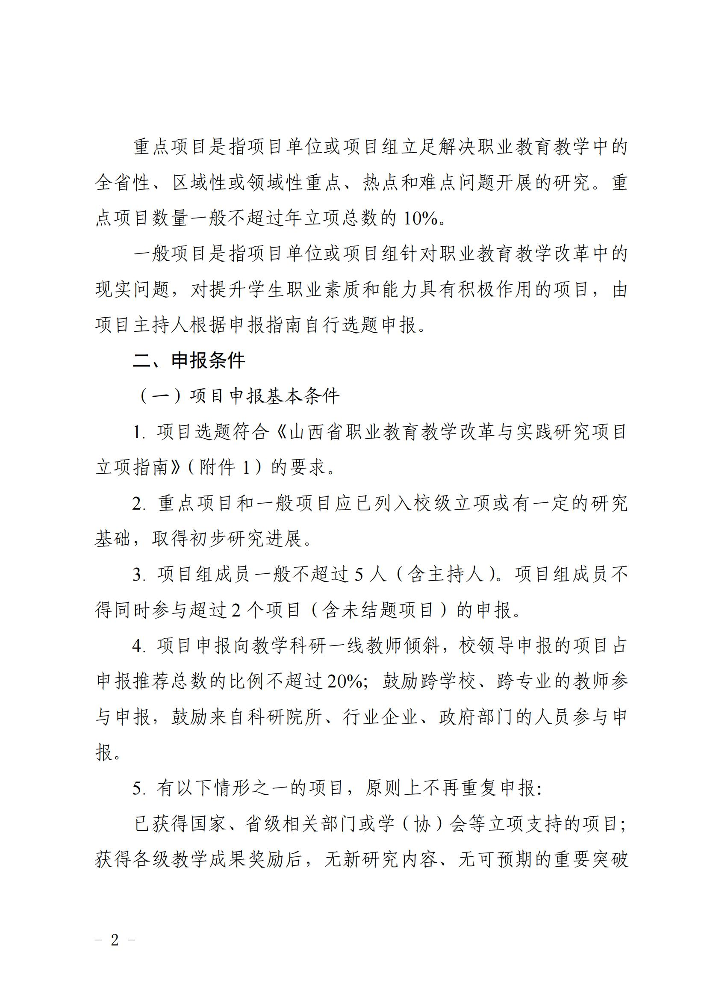 重点项目是指项目单位或项目组立足解决职业教育教学中的
全省性、区域性或领域性重点、热点和难点问题开展的研究。重
点项目数量一般不超过年立项总数的 10%。
一般项目是指项目单位或项目组针对职业教育教学改革中的
现实问题，对提升学生职业素质和能力具有积极作用的项目，由
项目主持人根据申报指南自行选题申报。
二、申报条件
（一）项目申报基本条件
1. 项目选题符合《山西省职业教育教学改革与实践研究项目
立项指南》（附件 1）的要求。
2. 重点项目和一般项目应已列入校级立项或有一定的研究
基础，取得初步研究进展。
3. 项目组成员一般不超过 5 人（含主持人）。项目组成员不
得同时参与超过 2 个项目（含未结题项目）的申报。
4. 项目申报向教学科研一线教师倾斜，校领导申报的项目占
申报推荐总数的比例不超过 20%；鼓励跨学校、跨专业的教师参
与申报，鼓励来自科研院所、行业企业、政府部门的人员参与申
报。
5. 有以下情形之一的项目，原则上不再重复申报：
已获得国家、省级相关部门或学（协）会等立项支持的项目；
获得各级教学成果奖励后，无新研究内容、无可预期的重要突破
- 2 -